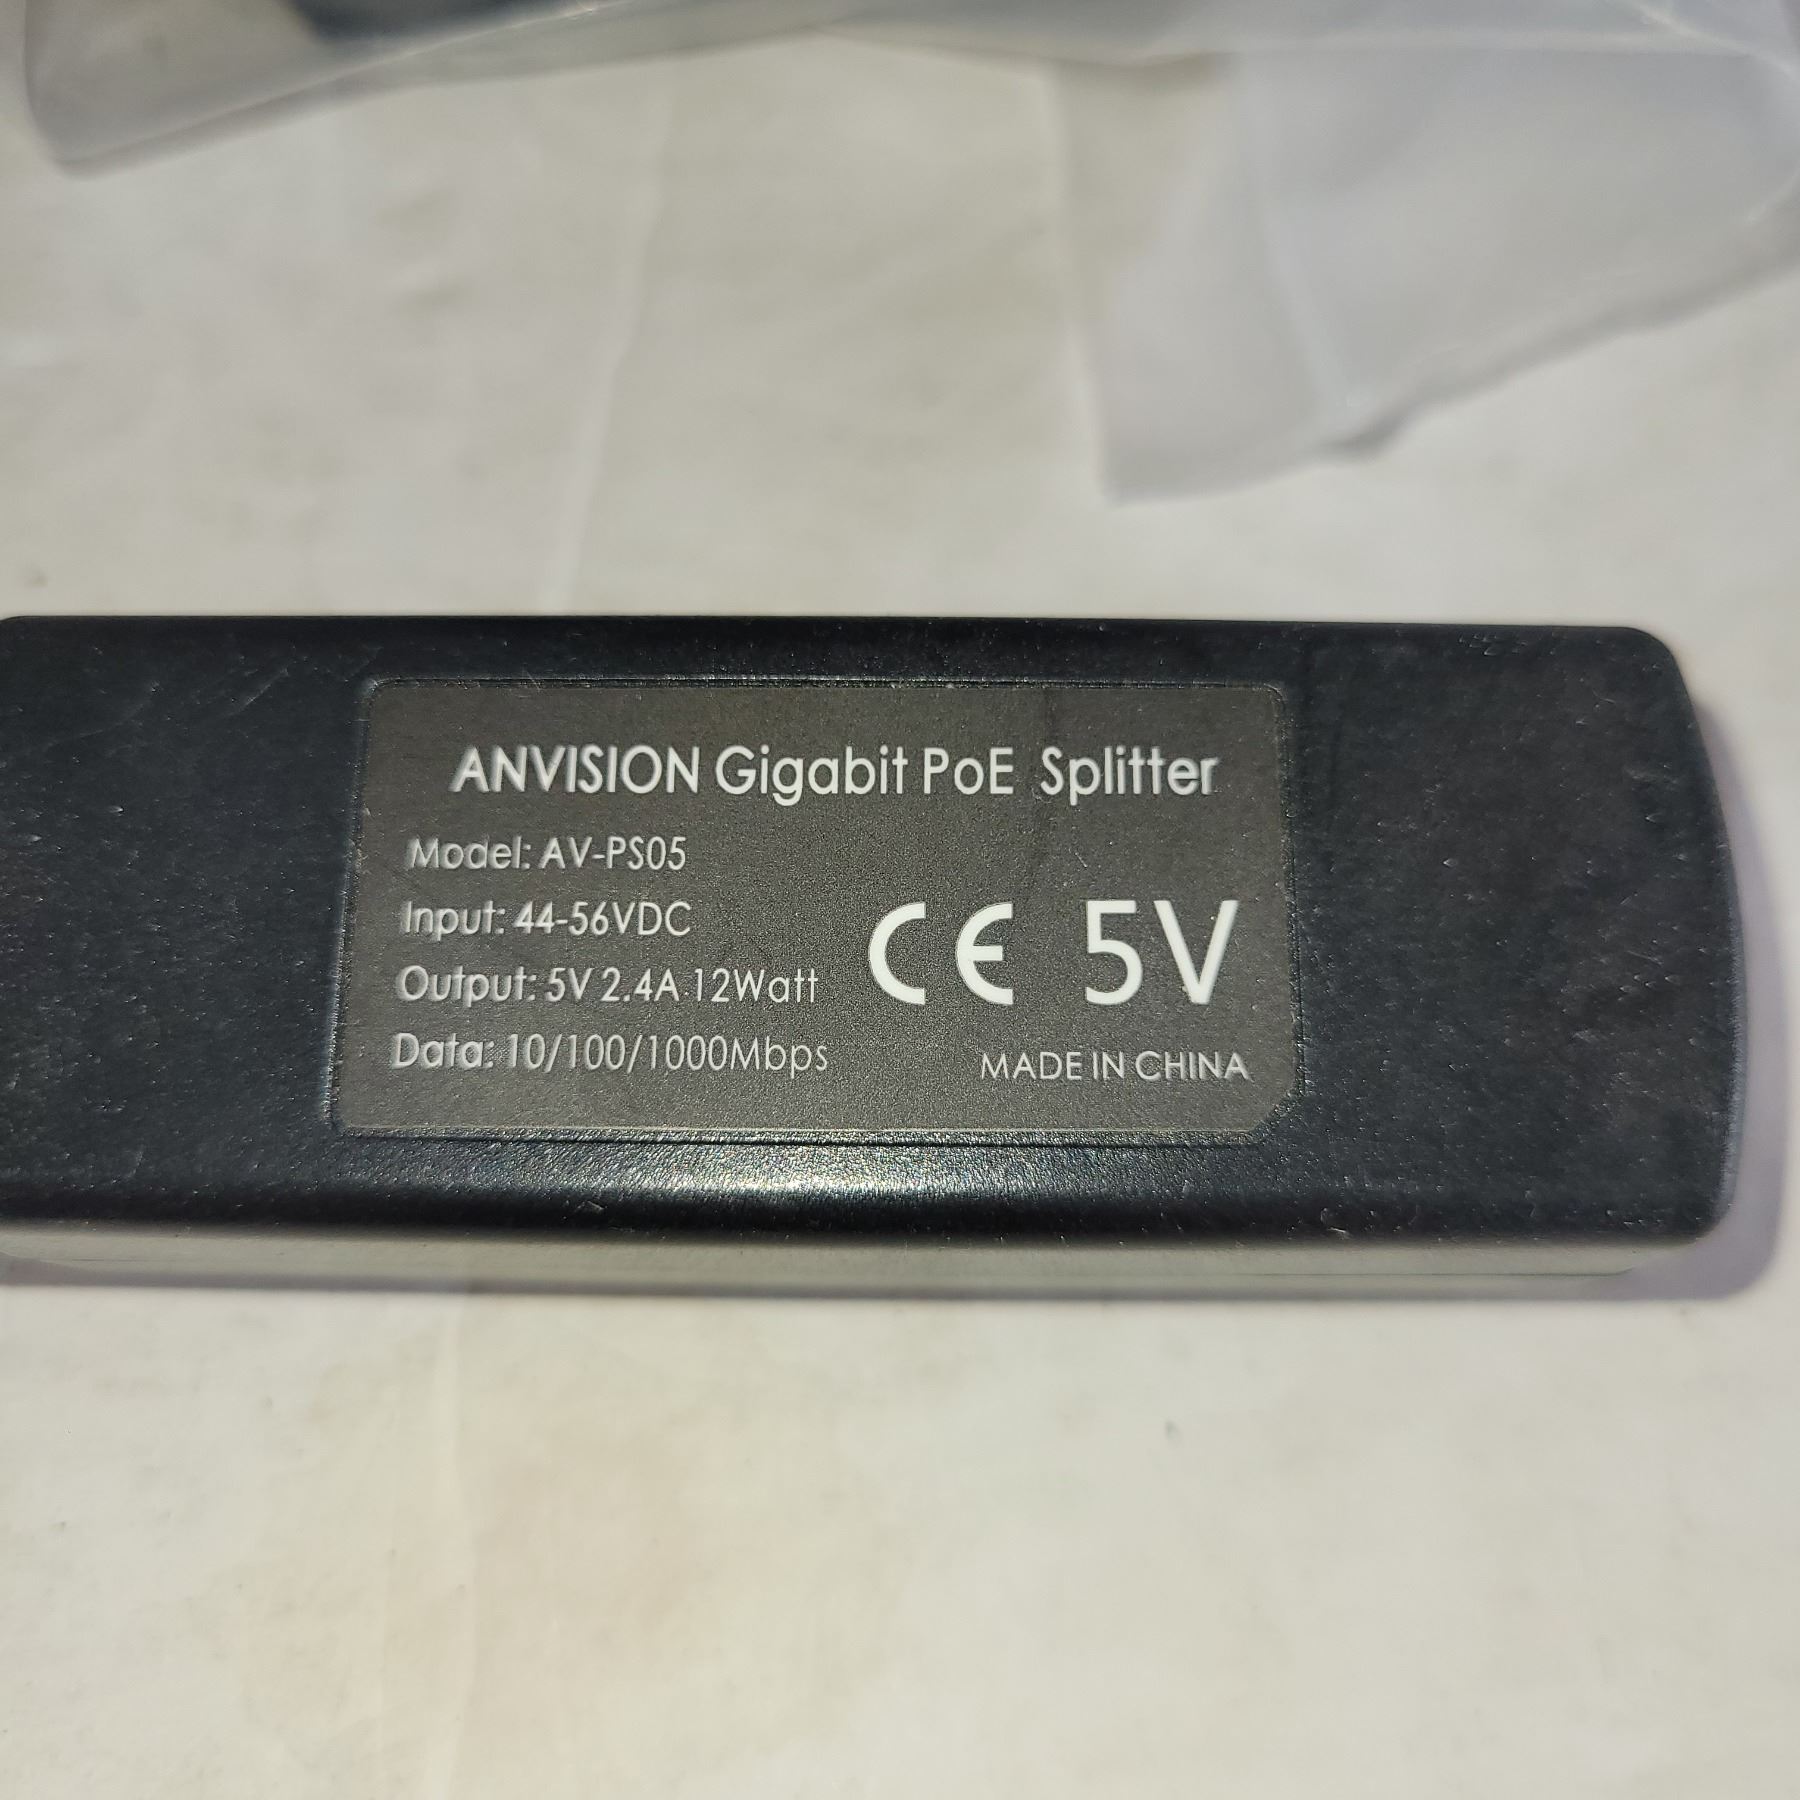 ANVISION Gigabit PoE Splitter
Model: AV-PS05
Input: 44-56VDC
Output: 5V 2.4A 12Watt
Data: 10/100/1000Mbps
CE 5V
MADE IN CHINA